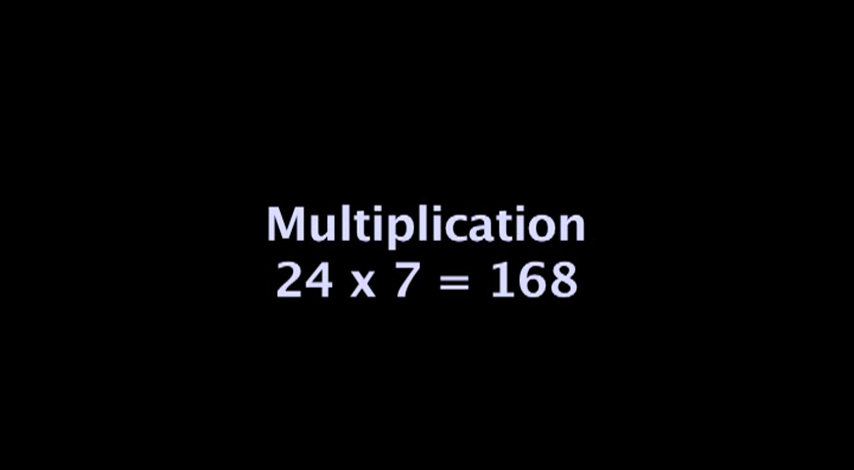 Multiplication
24 x 7 = 168